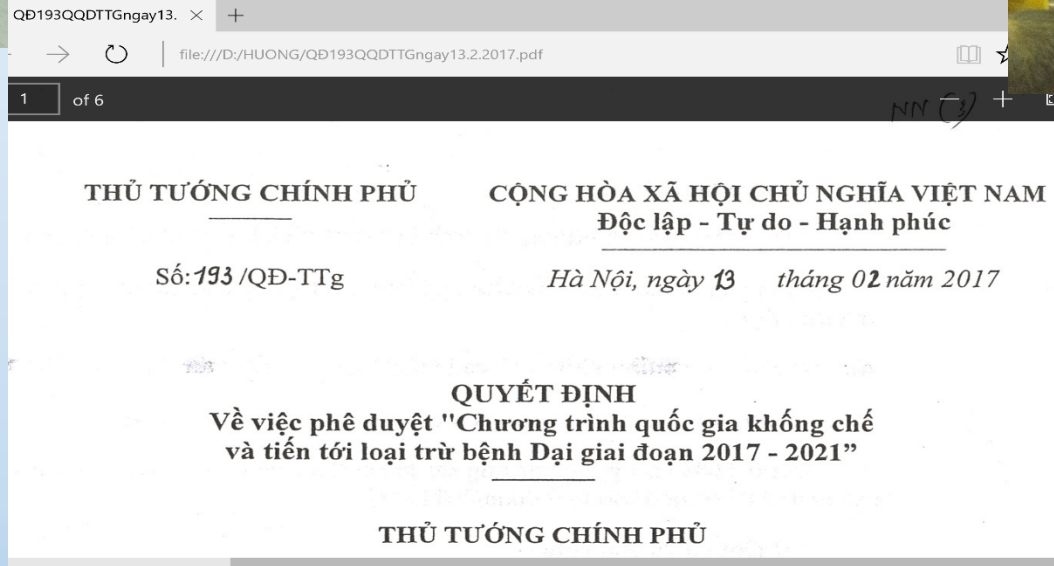 QĐ193QQDTTGngay13.
file:///D:/HUONG/QĐ193QQDTTGngay13.2.2017.pdf
1 of 6
NN (3)
THỦ TƯỚNG CHÍNH PHỦ
CỘNG HÒA XÃ HỘI CHỦ NGHĨA VIỆT NAM
Độc lập - Tự do - Hạnh phúc
Số: 193 /QĐ-TTg
Hà Nội, ngày 13 tháng 02 năm 2017
QUYẾT ĐỊNH
Về việc phê duyệt "Chương trình quốc gia khống chế
và tiến tới loại trừ bệnh Dại giai đoạn 2017 - 2021”
THỦ TƯỚNG CHÍNH PHỦ